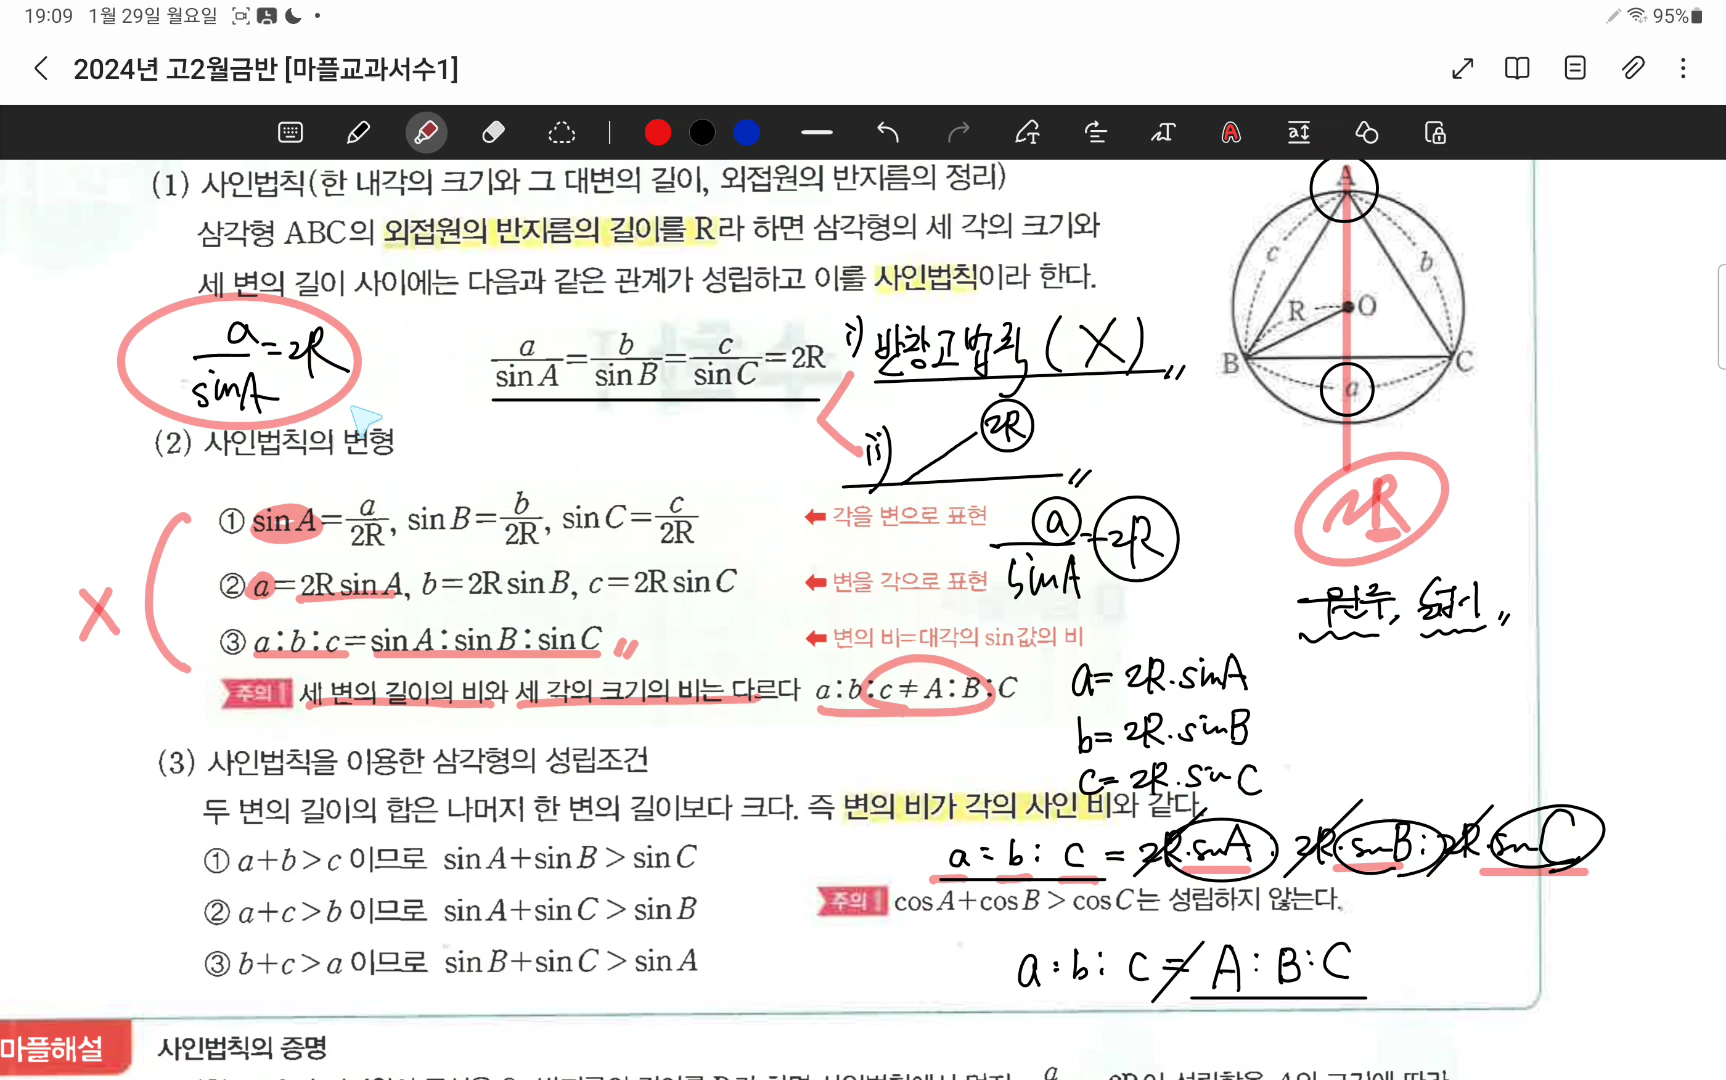 19:09 1월 29일 월요일
95%
2024년 고2월금반 [마플교과서수1]
(1) 사인법칙(한 내각의 크기와 그 대변의 길이, 외접원의 반지름의 정리)
삼각형 ABC의 외접원의 반지름의 길이를 R라 하면 삼각형의 세 각의 크기와
세 변의 길이 사이에는 다음과 같은 관계가 성립하고 이를 사인법칙이라 한다.
a/sinA=2R
a/sin A=b/sin B=c/sin C=2R
i) 반창고법칙 (X)
ii) 2R
A
c
b
R
O
B
C
a
2R
(2) 사인법칙의 변형
① sin A=a/2R, sin B=b/2R, sin C=c/2R
← 각을 변으로 표현
a/sinA=2R
② a=2R sin A, b=2R sin B, c=2R sin C
← 변을 각으로 표현
X
③ a:b:c=sin A:sin B:sin C
← 변의 비=대각의 sin값의 비
원주, 넓이
주의! 세 변의 길이의 비와 세 각의 크기의 비는 다르다 a:b:c≠A:B:C
a=2R·sinA
b=2R·sinB
c=2R·sinC
(3) 사인법칙을 이용한 삼각형의 성립조건
두 변의 길이의 합은 나머지 한 변의 길이보다 크다. 즉 변의 비가 각의 사인 비와 같다.
① a+b>c 이므로 sin A+sin B>sin C
a:b:c=2R·sinA:2R·sinB:2R·sinC
② a+c>b 이므로 sin A+sin C>sin B
주의! cos A+cos B>cos C는 성립하지 않는다.
③ b+c>a 이므로 sin B+sin C>sin A
a:b:c≠A:B:C
마플해설
사인법칙의 증명